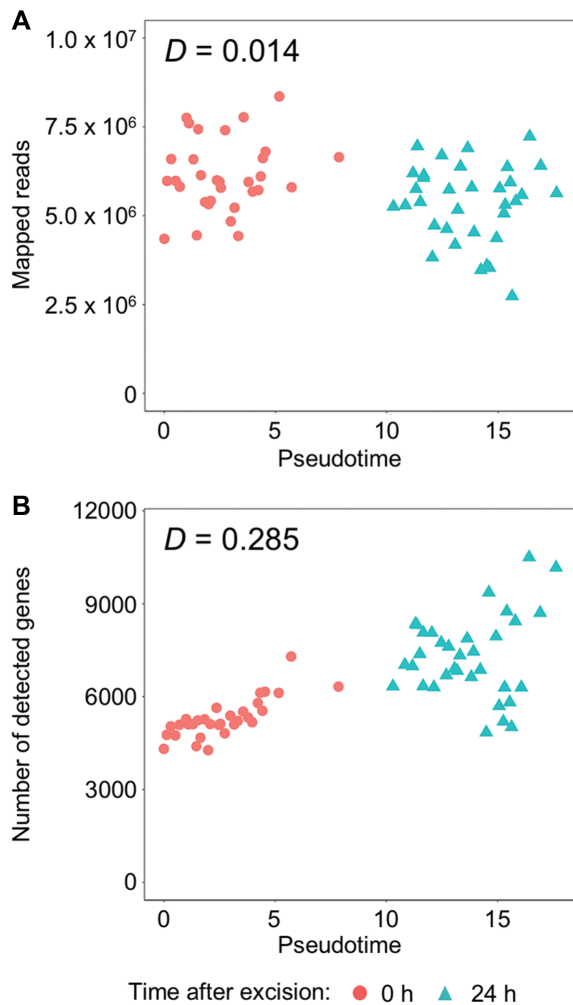 A
D = 0.014
Mapped reads
1.0 x 10⁷
7.5 x 10⁶
5.0 x 10⁶
2.5 x 10⁶
0
0 5 10 15
Pseudotime
B
D = 0.285
Number of detected genes
12000
9000
6000
3000
0
0 5 10 15
Pseudotime
Time after excision: 0 h 24 h